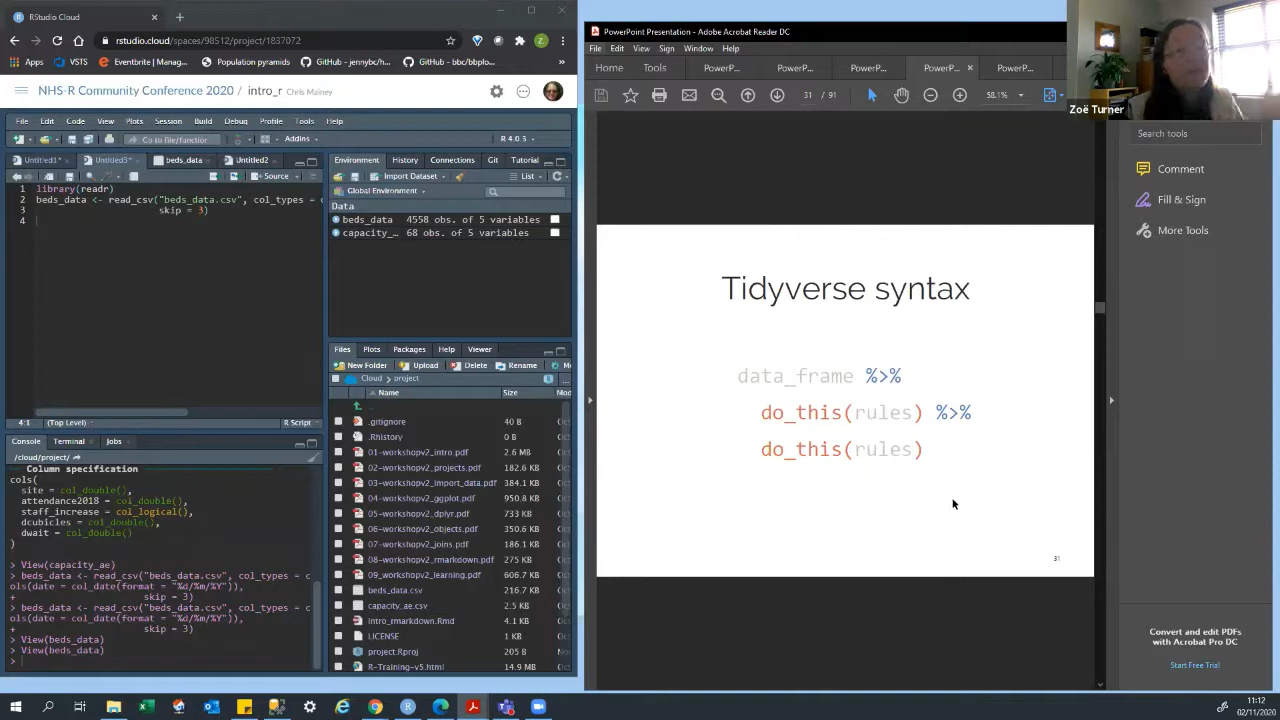 RStudio Cloud
rstudio.cloud/spaces/98512/project/1837072
Apps VSTS Eventbrite | Manag... Population pyramids GitHub - jennybc/h... GitHub - bbc/bbplo...
NHS-R Community Conference 2020 / intro_r Chris Mainey
File Edit Code View Plots Session Build Debug Profile Tools Help
Go to file/function Addins R 4.0.3
Untitled1* Untitled3* beds_data Untitled2
Source
1 library(readr)
2 beds_data <- read_csv("beds_data.csv", col_types =
3 skip = 3)
4:1 (Top Level) R Script
Environment History Connections Git Tutorial
Import Dataset List
Global Environment
Data
beds_data 4558 obs. of 5 variables
capacity_… 68 obs. of 5 variables
Files Plots Packages Help Viewer
New Folder Upload Delete Rename
Cloud project
Name Size
..
.gitignore 40 B
.Rhistory 0 B
01-workshopv2_intro.pdf 2.6 MB
02-workshopv2_projects.pdf 182.6 KB
03-workshopv2_import_data.pdf 384.1 KB
04-workshopv2_ggplot.pdf 950.8 KB
05-workshopv2_dplyr.pdf 733 KB
06-workshopv2_objects.pdf 350.6 KB
07-workshopv2_joins.pdf 186.1 KB
08-workshopv2_rmarkdown.pdf 275 KB
09_workshopv2_learning.pdf 606.7 KB
beds_data.csv 216.7 KB
capacity_ae.csv 2.5 KB
intro_rmarkdown.Rmd 4.1 KB
LICENSE 1 KB
project.Rproj 205 B
R-Training-v5.html 14.9 MB
Console Terminal Jobs
/cloud/project/
Column specification
cols(
site = col_double(),
attendance2018 = col_double(),
staff_increase = col_logical(),
dcubicles = col_double(),
dwait = col_double()
)
> View(capacity_ae)
> beds_data <- read_csv("beds_data.csv", col_types = c
ols(date = col_date(format = "%d/%m/%Y")),
+ skip = 3)
> beds_data <- read_csv("beds_data.csv", col_types = c
ols(date = col_date(format = "%d/%m/%Y")),
+ skip = 3)
> View(beds_data)
> View(beds_data)
>
PowerPoint Presentation - Adobe Acrobat Reader DC
File Edit View Sign Window Help
Home Tools PowerP... PowerP... PowerP... PowerP... PowerP...
31 / 91 58.1%
Tidyverse syntax
data_frame %>%
do_this(rules) %>%
do_this(rules)
31
Zoë Turner
Search tools
Comment
Fill & Sign
More Tools
Convert and edit PDFs
with Acrobat Pro DC
Start Free Trial
11:12
02/11/2020